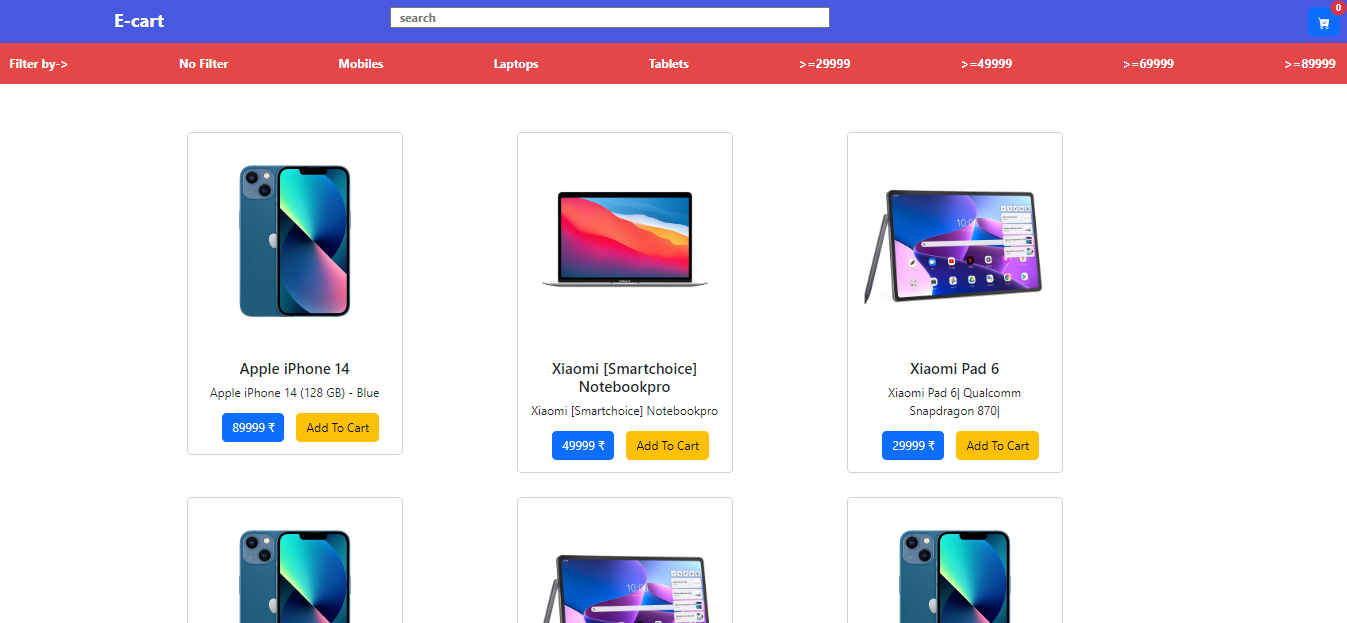 E-cart
search
0
Filter by->
No Filter
Mobiles
Laptops
Tablets
>=29999
>=49999
>=69999
>=89999
10:08
Apple iPhone 14
Apple iPhone 14 (128 GB) - Blue
89999 ₹
Add To Cart
Xiaomi [Smartchoice]
Notebookpro
Xiaomi [Smartchoice] Notebookpro
49999 ₹
Add To Cart
Xiaomi Pad 6
Xiaomi Pad 6| Qualcomm
Snapdragon 870|
29999 ₹
Add To Cart